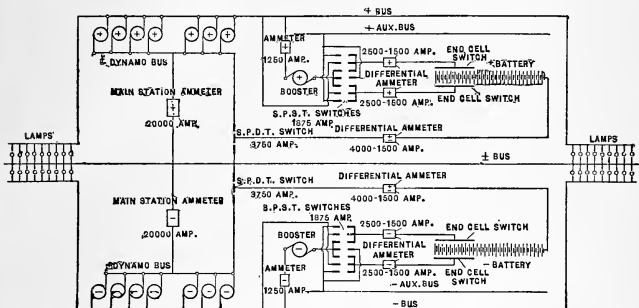 + BUS
+ AUX. BUS
AMMETER
1250 AMP.
BOOSTER
2500-1500 AMP.
END CELL
SWITCH
+BATTERY
DIFFERENTIAL
AMMETER
2500-1500 AMP.
END CELL SWITCH
DYNAMO BUS
MAIN STATION AMMETER
20000 AMP.
S.P.S.T. SWITCHES
1875 AMP.
S.P.D.T. SWITCH
3750 AMP.
DIFFERENTIAL AMMETER
4000-1500 AMP.
LAMPS
LAMPS
± BUS
S.P.D.T. SWITCH
3750 AMP.
DIFFERENTIAL AMMETER
4000-1500 AMP.
MAIN STATION AMMETER
20000 AMP.
S.P.S.T. SWITCHES
1875 AMP.
2500-1500 AMP.
END CELL SWITCH
BOOSTER
DIFFERENTIAL
AMMETER
- BATTERY
DYNAMO BUS
AMMETER
1250 AMP.
2500-1500 AMP.
END CELL
SWITCH
- AUX. BUS
- BUS